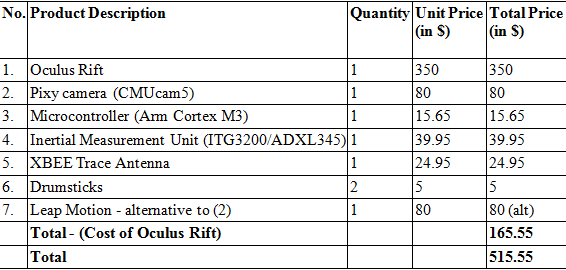 No. Product Description Quantity Unit Price (in $) Total Price (in $)
1. Oculus Rift 1 350 350
2. Pixy camera (CMUcam5) 1 80 80
3. Microcontroller (Arm Cortex M3) 1 15.65 15.65
4. Inertial Measurement Unit (ITG3200/ADXL345) 1 39.95 39.95
5. XBEE Trace Antenna 1 24.95 24.95
6. Drumsticks 2 5 5
7. Leap Motion - alternative to (2) 1 80 80 (alt)
Total - (Cost of Oculus Rift) 165.55
Total 515.55